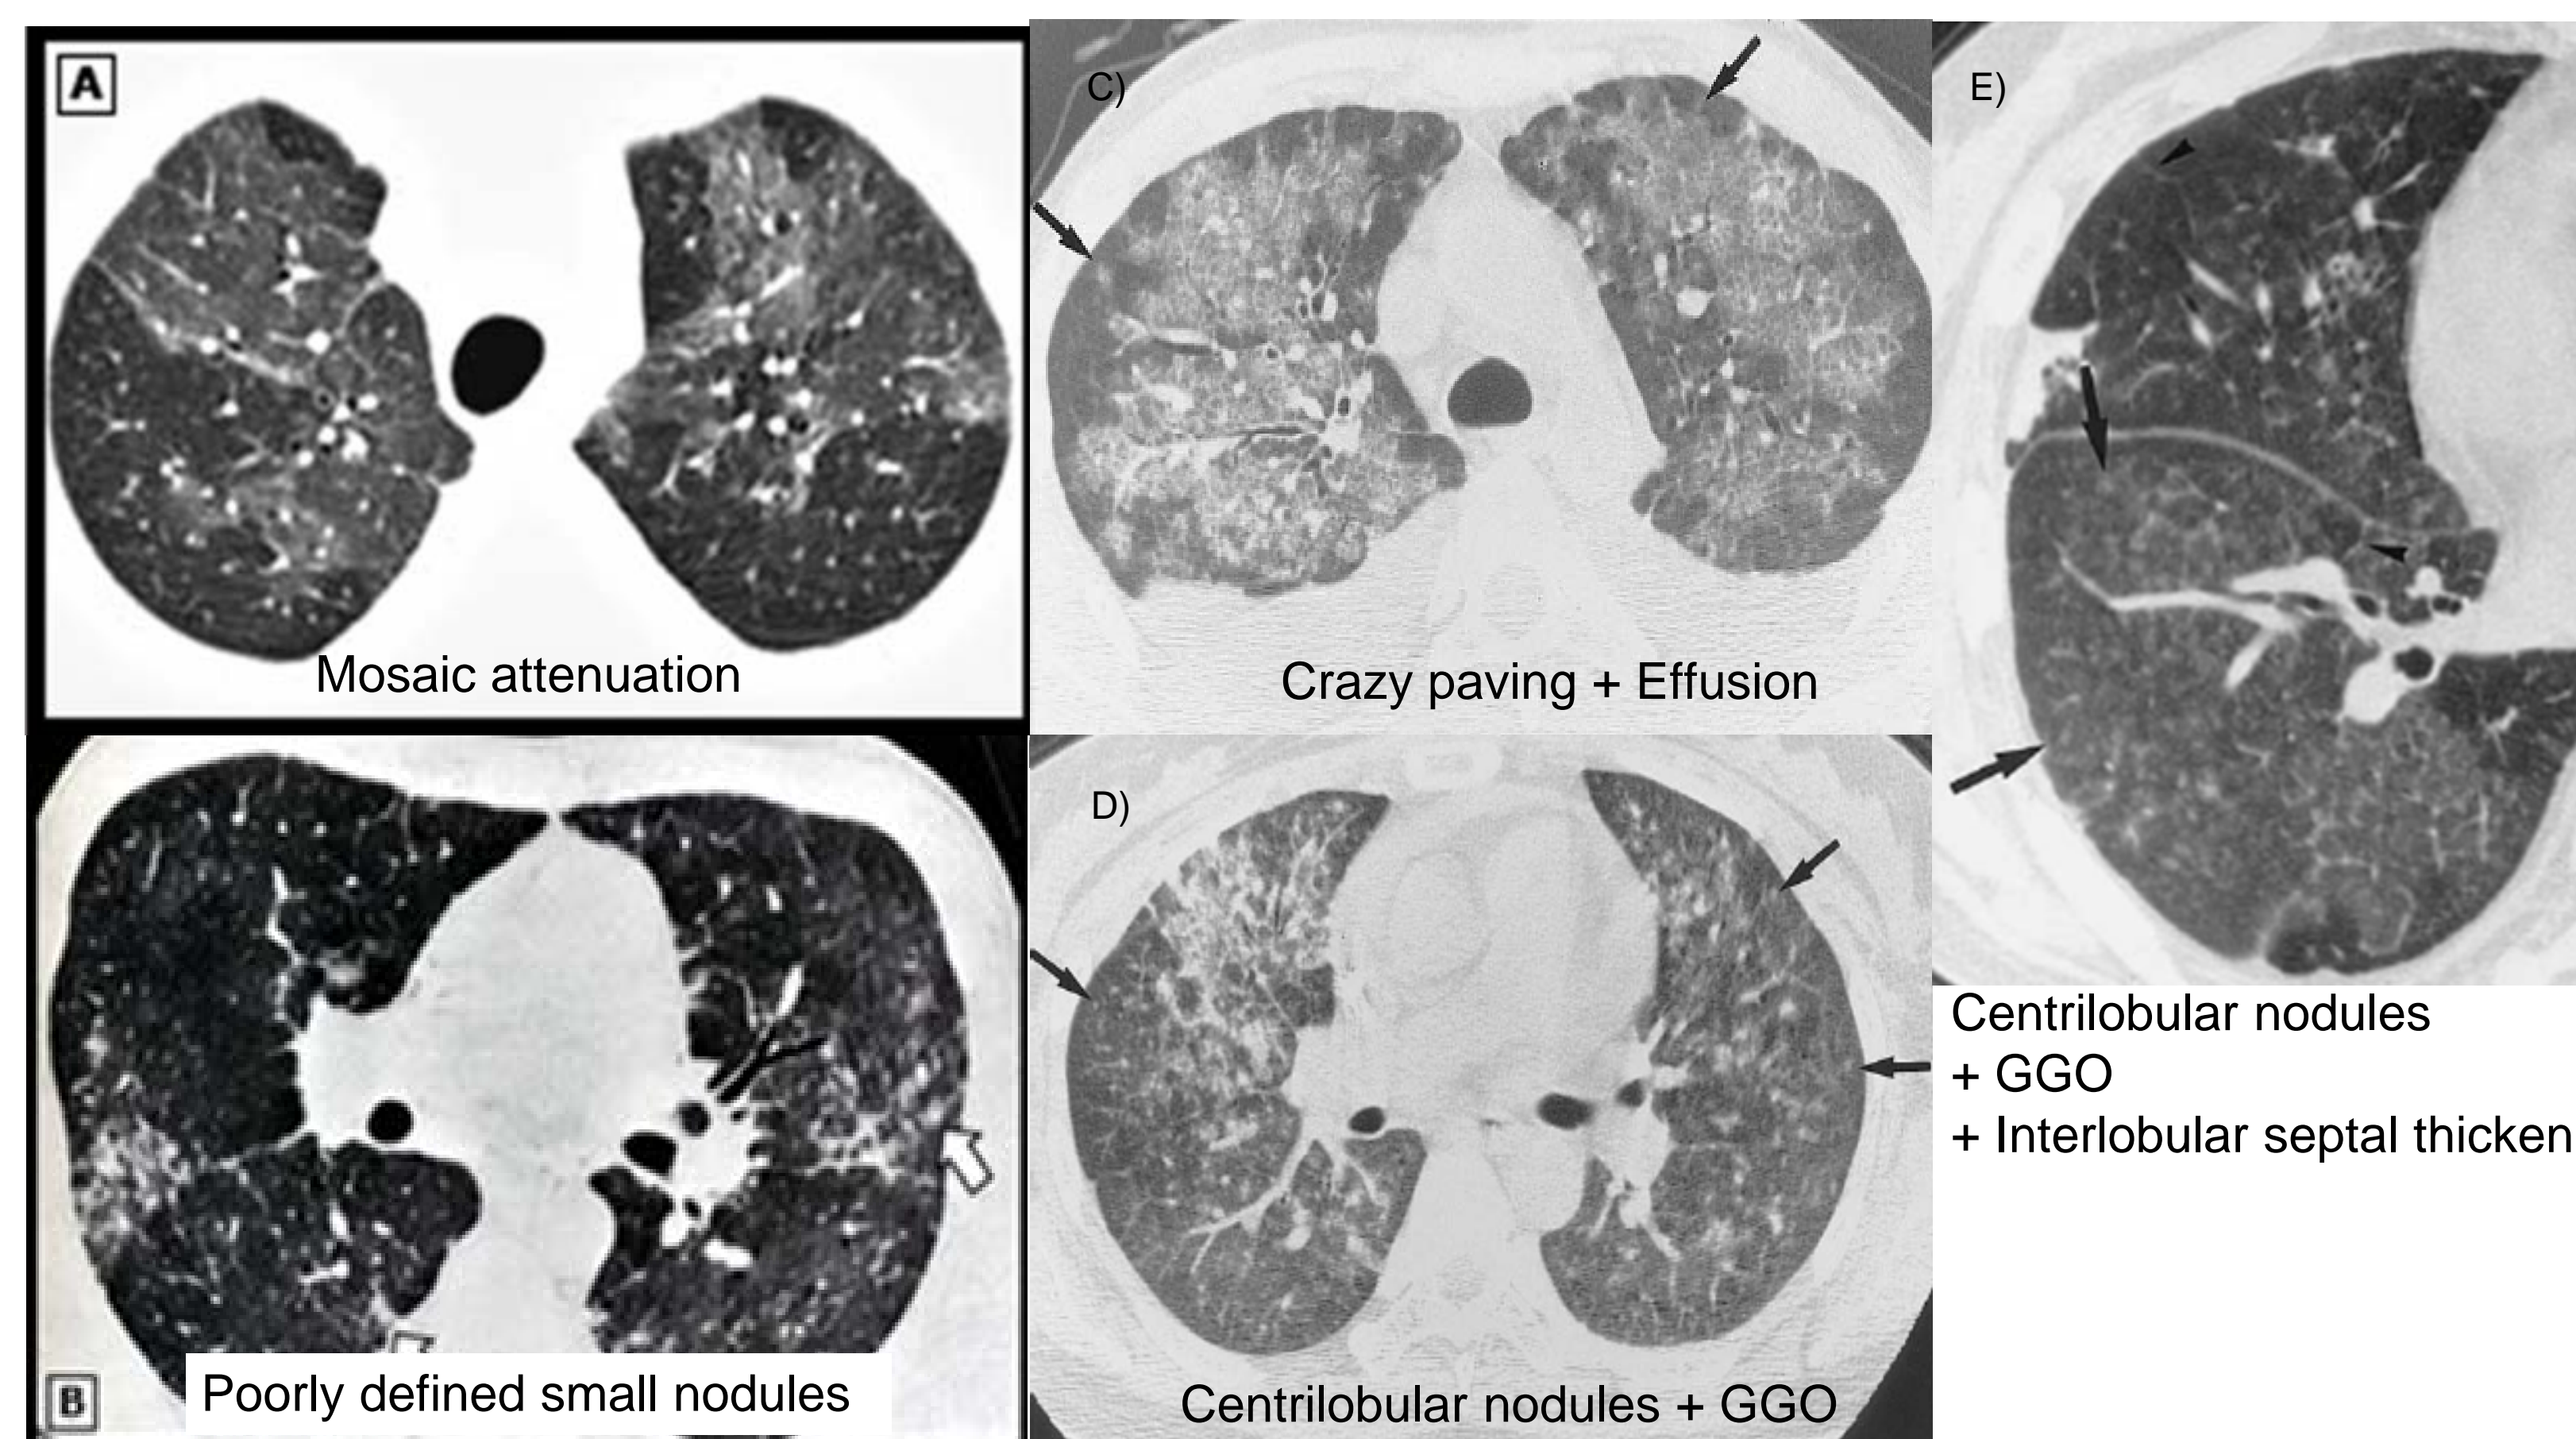 A
Mosaic attenuation
B
Poorly defined small nodules
C)
Crazy paving + Effusion
D)
Centrilobular nodules + GGO
E)
Centrilobular nodules
+ GGO
+ Interlobular septal thicken